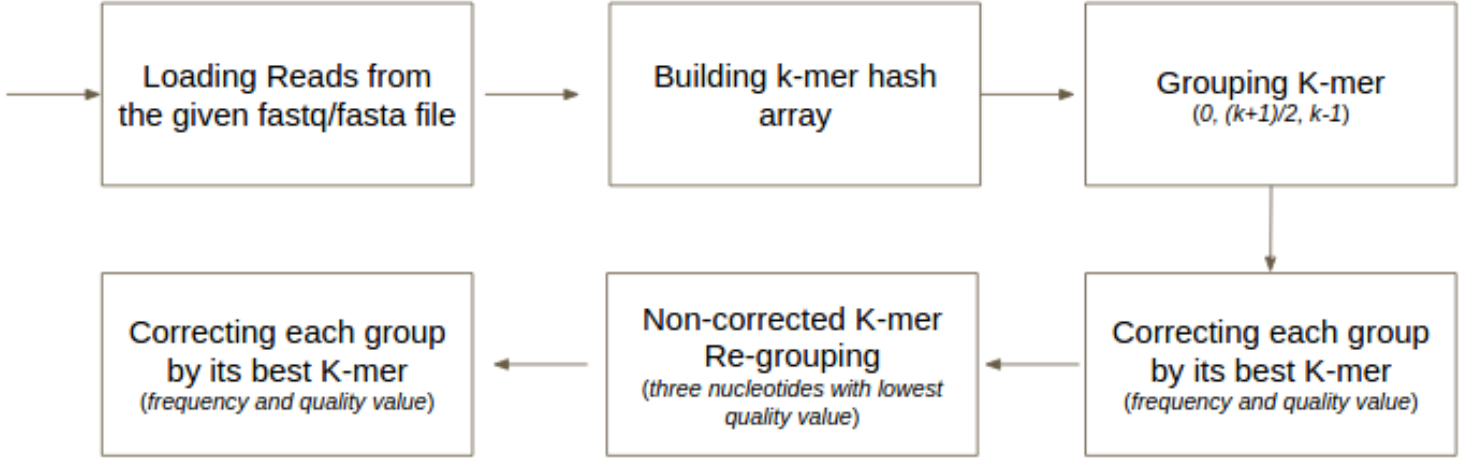 Loading Reads from
the given fastq/fasta file
Building k-mer hash
array
Grouping K-mer
(0, (k+1)/2, k-1)
Correcting each group
by its best K-mer
(frequency and quality value)
Non-corrected K-mer
Re-grouping
(three nucleotides with lowest
quality value)
Correcting each group
by its best K-mer
(frequency and quality value)